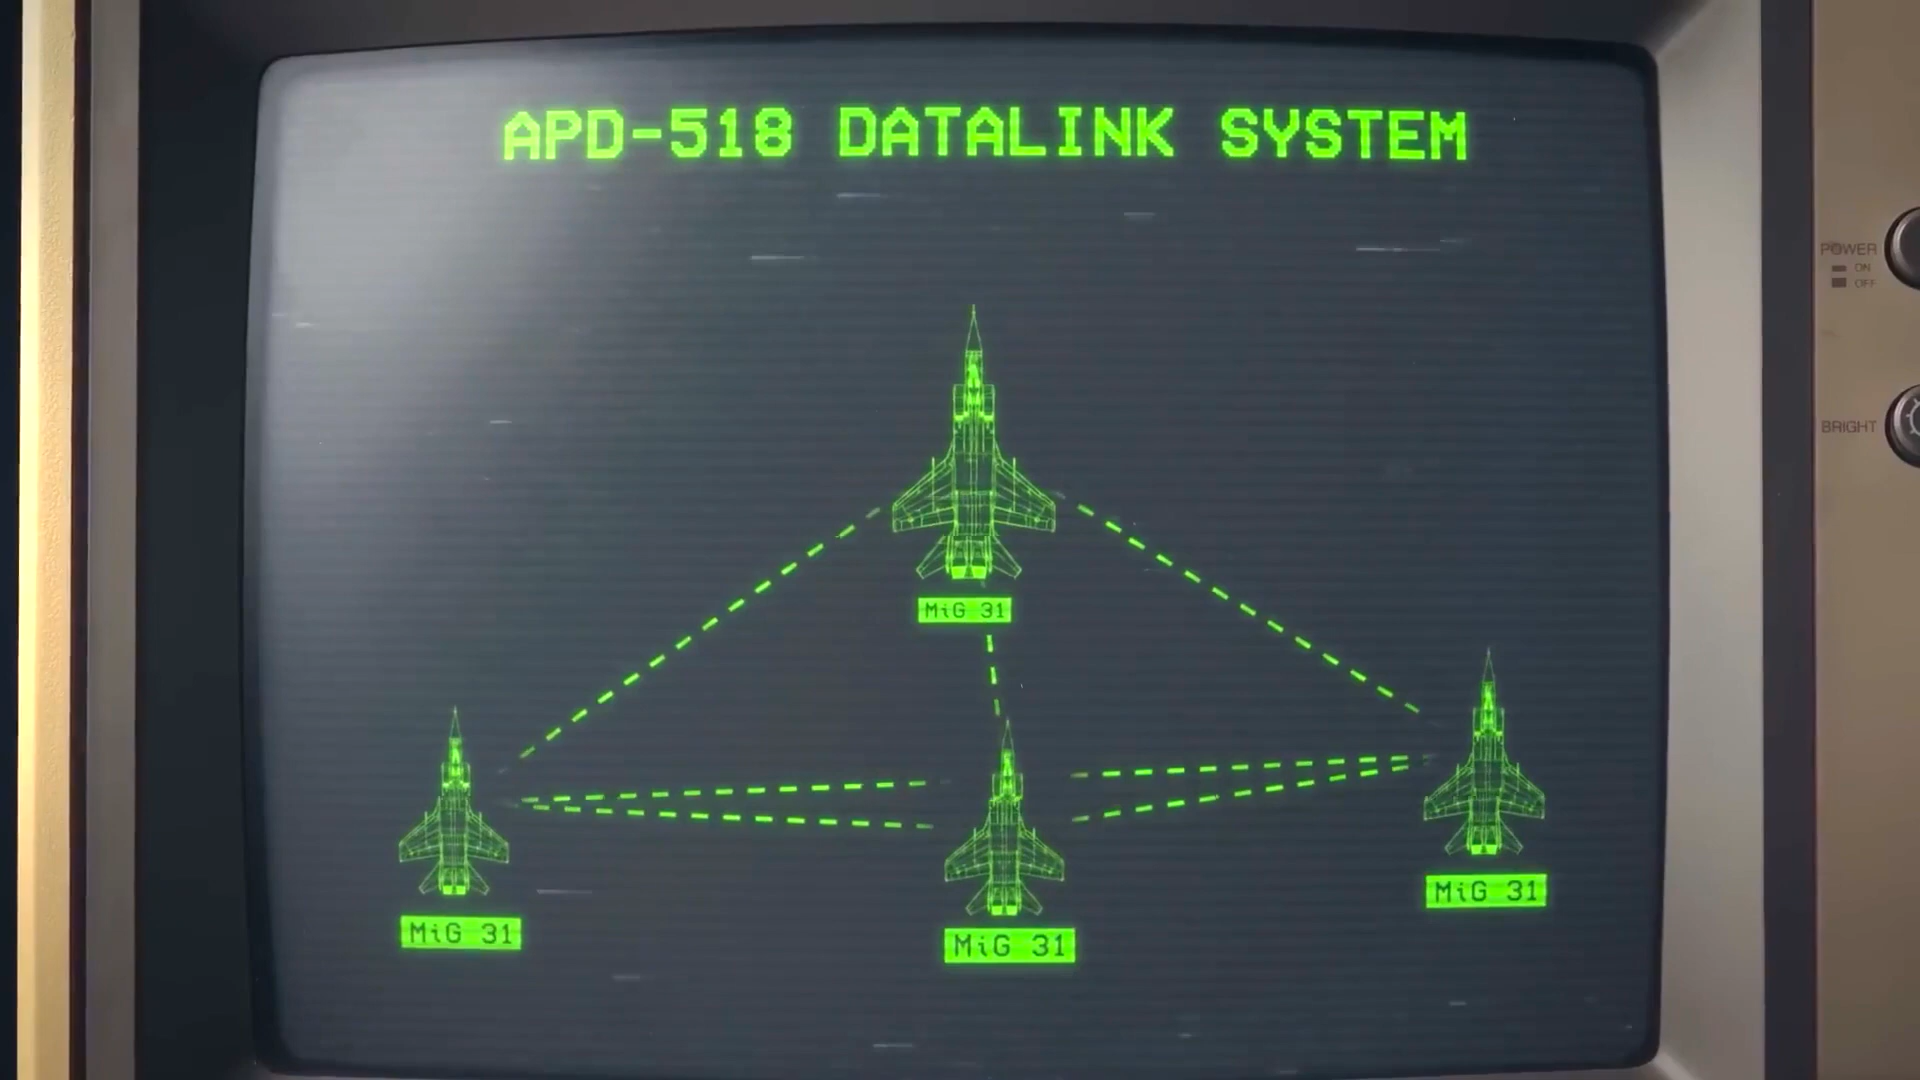 APD-518 DATALINK SYSTEM
POWER
ON
OFF
BRIGHT
MiG 31
MiG 31
MiG 31
MiG 31